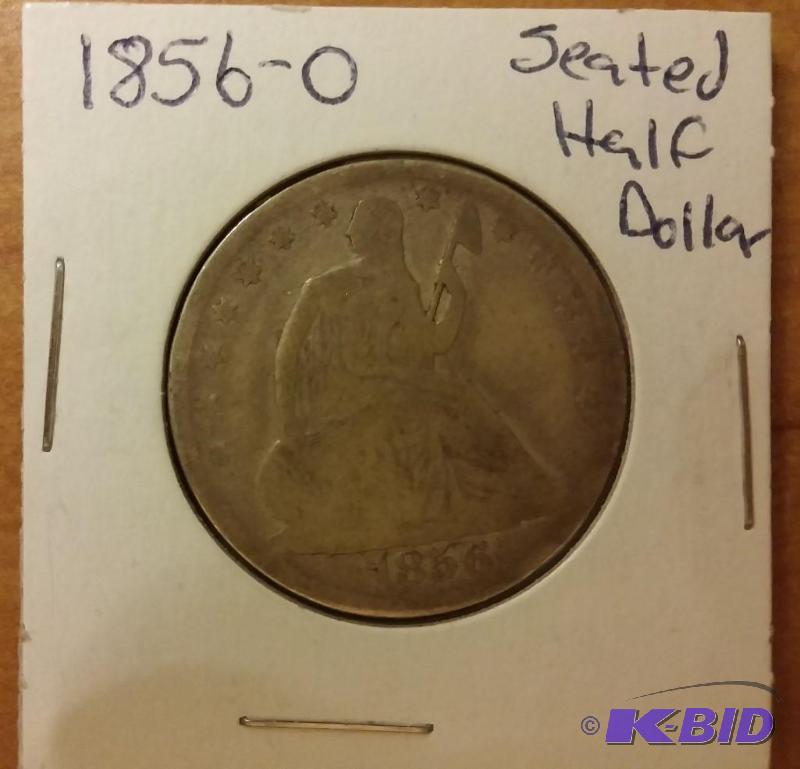 1856-O
Seated
Half
Dollar
1856
© K-BID